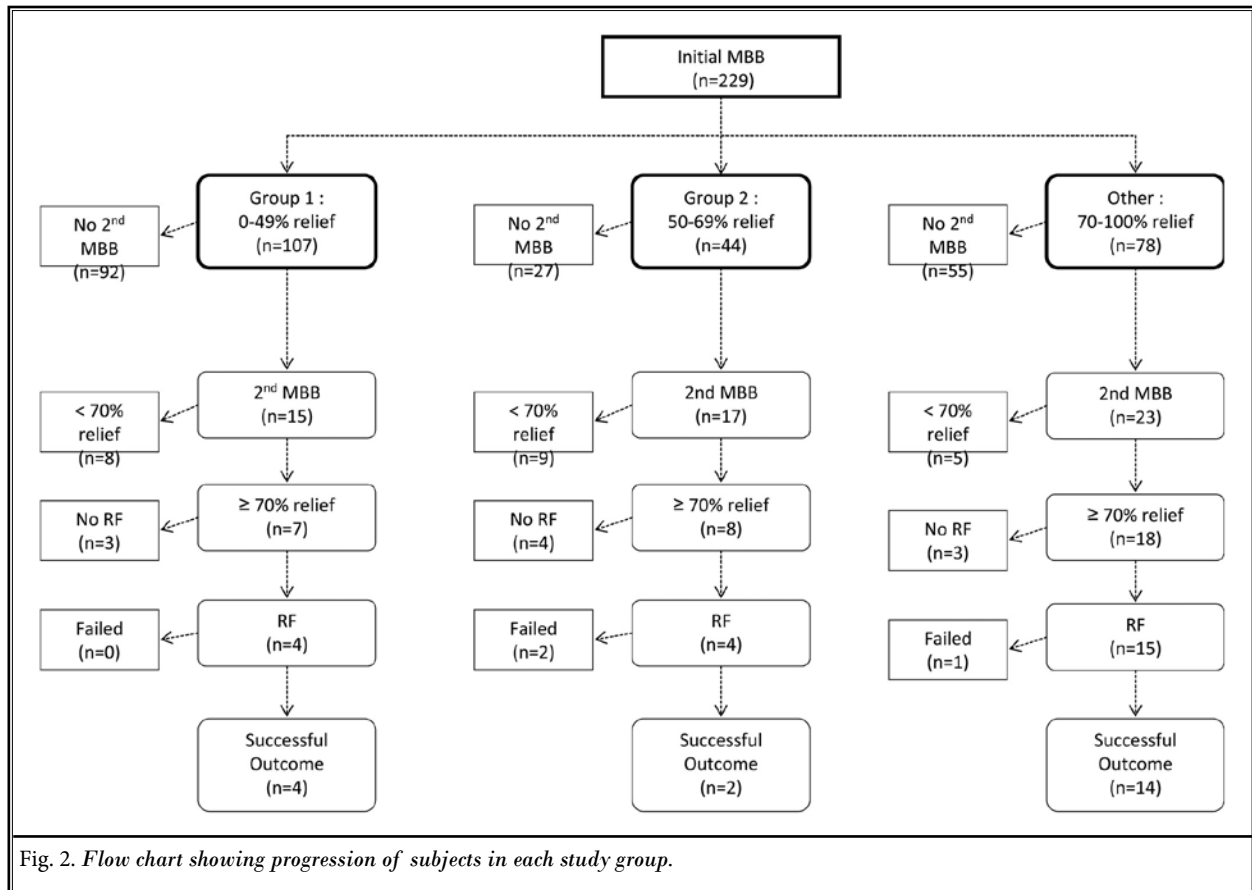 Initial MBB
(n=229)
Group 1 :
0-49% relief
(n=107)
No 2nd
MBB
(n=92)
Group 2 :
50-69% relief
(n=44)
No 2nd
MBB
(n=27)
Other :
70-100% relief
(n=78)
No 2nd
MBB
(n=55)
2nd MBB
(n=15)
< 70%
relief
(n=8)
2nd MBB
(n=17)
< 70%
relief
(n=9)
2nd MBB
(n=23)
< 70%
relief
(n=5)
≥ 70% relief
(n=7)
No RF
(n=3)
≥ 70% relief
(n=8)
No RF
(n=4)
≥ 70% relief
(n=18)
No RF
(n=3)
RF
(n=4)
Failed
(n=0)
RF
(n=4)
Failed
(n=2)
RF
(n=15)
Failed
(n=1)
Successful
Outcome
(n=4)
Successful
Outcome
(n=2)
Successful
Outcome
(n=14)
Fig. 2. Flow chart showing progression of subjects in each study group.